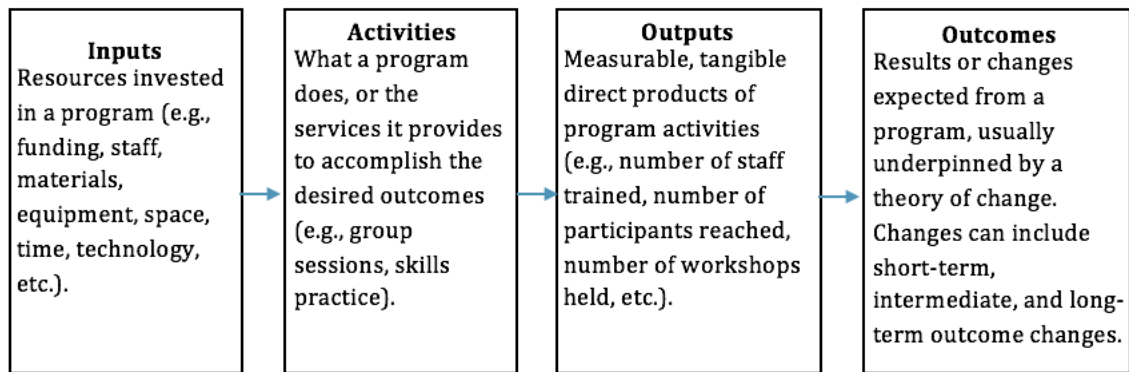 Inputs
Resources invested
in a program (e.g.,
funding, staff,
materials,
equipment, space,
time, technology,
etc.).
Activities
What a program
does, or the
services it provides
to accomplish the
desired outcomes
(e.g., group
sessions, skills
practice).
Outputs
Measurable, tangible
direct products of
program activities
(e.g., number of staff
trained, number of
participants reached,
number of workshops
held, etc.).
Outcomes
Results or changes
expected from a
program, usually
underpinned by a
theory of change.
Changes can include
short-term,
intermediate, and long-
term outcome changes.